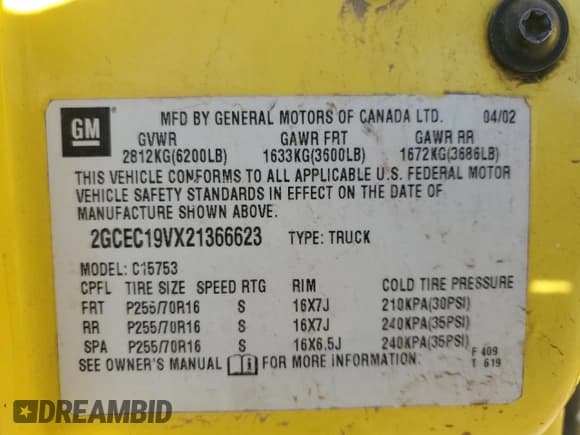 GM
MFD BY GENERAL MOTORS OF CANADA LTD. 04/02
GVWR GAWR FRT GAWR RR
2812KG(6200LB) 1633KG(3600LB) 1672KG(3686LB)
THIS VEHICLE CONFORMS TO ALL APPLICABLE U.S. FEDERAL MOTOR
VEHICLE SAFETY STANDARDS IN EFFECT ON THE DATE OF
MANUFACTURE SHOWN ABOVE.
2GCEC19VX21366623 TYPE: TRUCK
MODEL: C15753
CPFL TIRE SIZE SPEED RTG RIM COLD TIRE PRESSURE
FRT P255/70R16 S 16X7J 210KPA(30PSI)
RR P255/70R16 S 16X7J 240KPA(35PSI)
SPA P255/70R16 S 16X6.5J 240KPA(35PSI)
SEE OWNER'S MANUAL i FOR MORE INFORMATION. F 409
T 619
DREAMBID